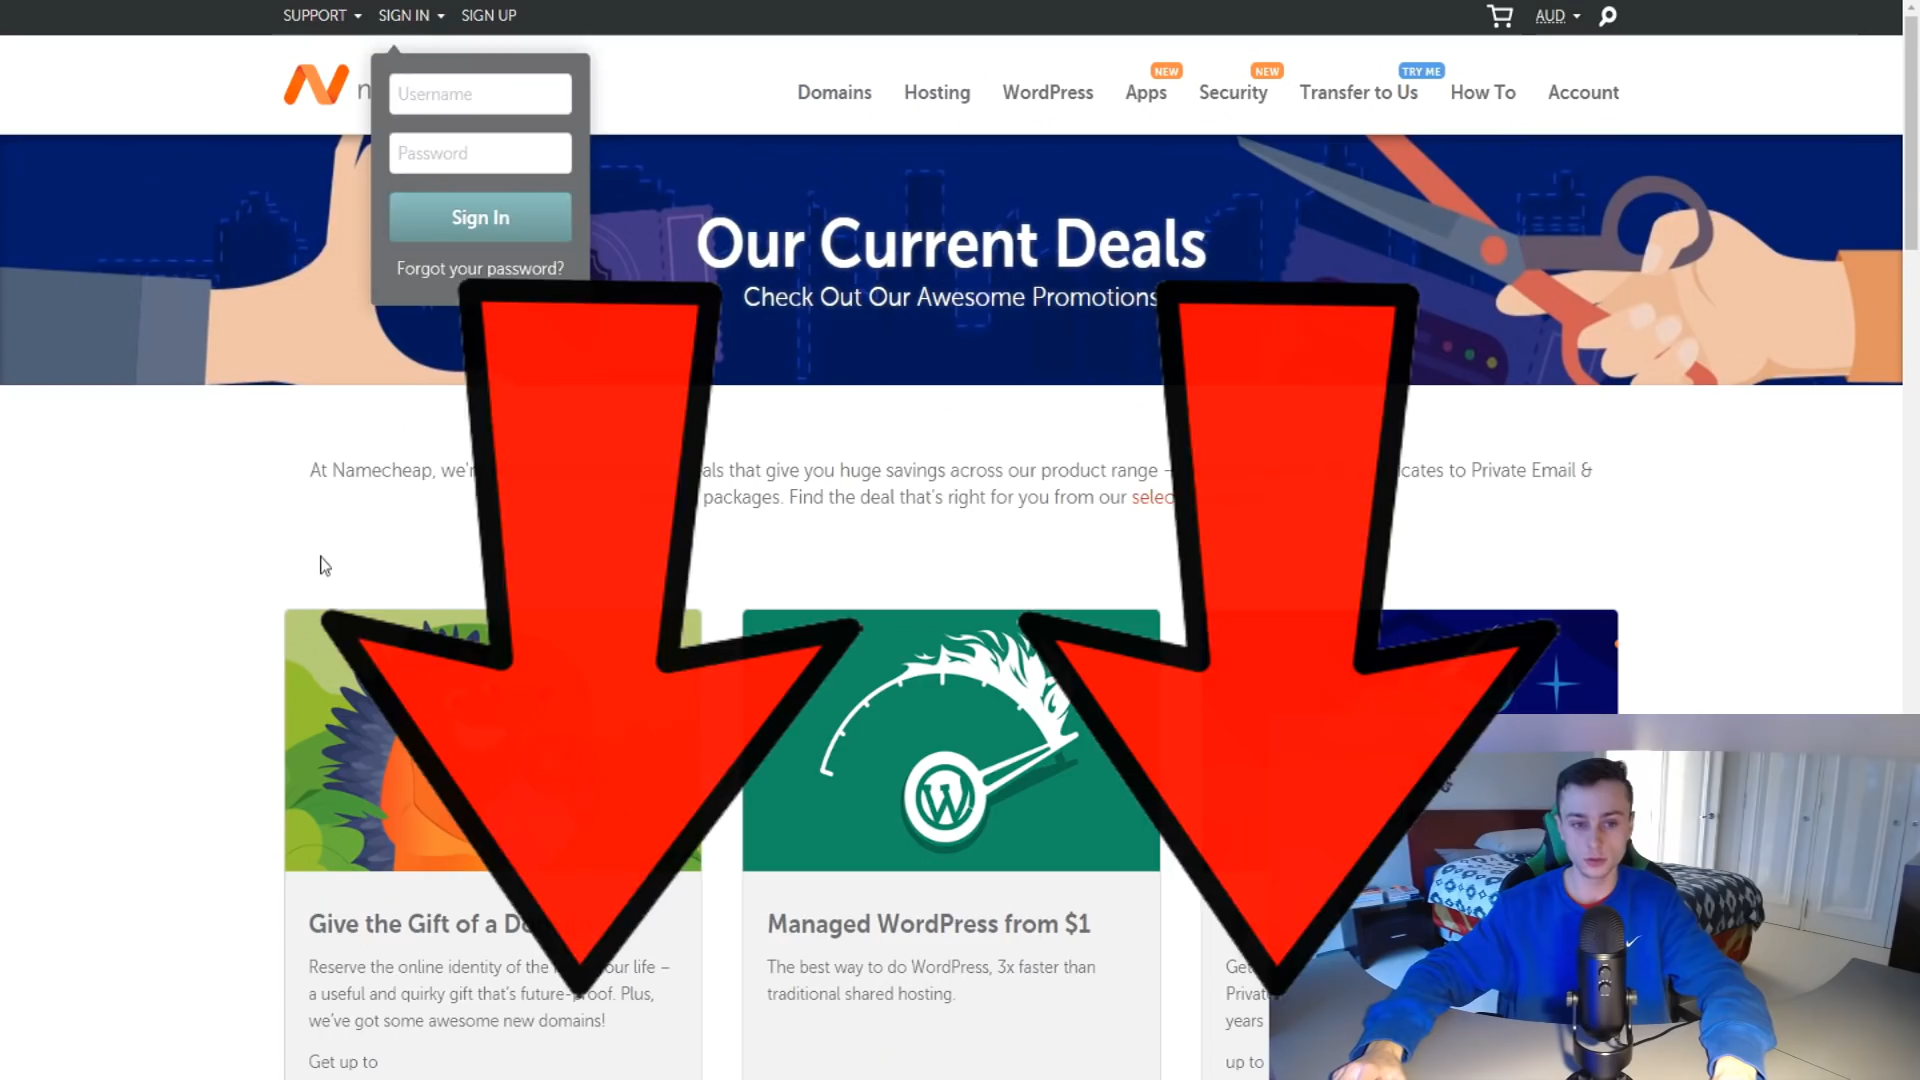 SUPPORT SIGN IN SIGN UP
AUD
n
NEW NEW TRY ME
Domains Hosting WordPress Apps Security Transfer to Us How To Account
Username
Password
Sign In
Forgot your password?
Our Current Deals
Check Out Our Awesome Promotions
At Namecheap, we'r als that give you huge savings across our product range – cates to Private Email &
packages. Find the deal that's right for you from our selec
Give the Gift of a Do
Reserve the online identity of the our life –
a useful and quirky gift that's future-proof. Plus,
we've got some awesome new domains!
Get up to
Managed WordPress from $1
The best way to do WordPress, 3x faster than
traditional shared hosting.
Get
Privat
years
up to